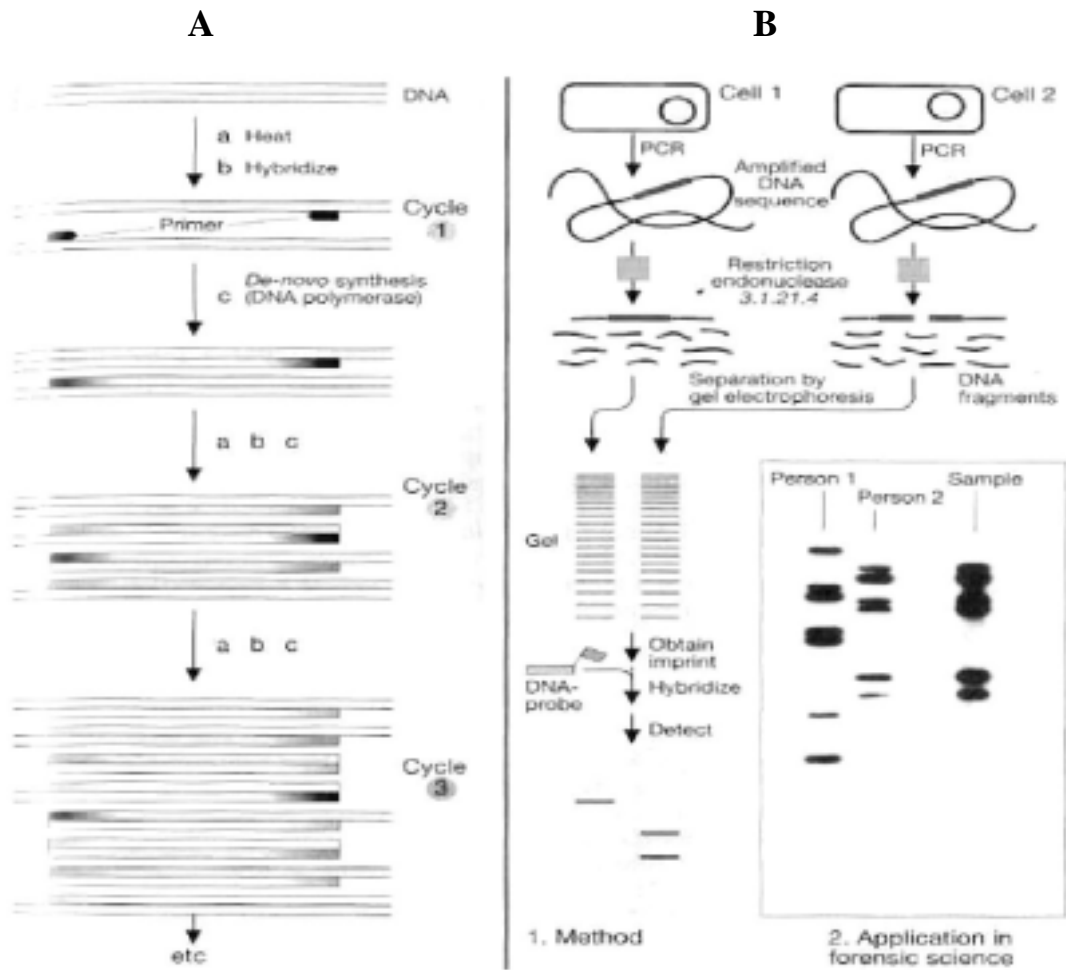 A
DNA
a Heat
b Hybridize
Primer
Cycle
1
De-novo synthesis
c (DNA polymerase)
a b c
Cycle
2
a b c
Cycle
3
etc
B
Cell 1
Cell 2
PCR
PCR
Amplified
DNA
sequence
Restriction
endonuclease
3.1.21.4
Separation by
gel electrophoresis
DNA
fragments
Gel
Obtain
imprint
DNA-
probe
Hybridize
Detect
1. Method
Person 1
Person 2
Sample
2. Application in
forensic science